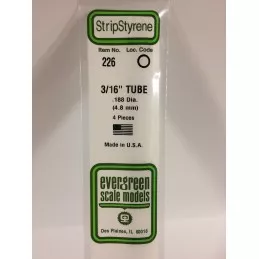 StripStyrene
Item No. Loc. Code
226
3/16" TUBE
.188 Dia.
(4.8 mm)
4 Pieces
Made in U.S.A.
evergreen
scale models
Des Plaines, IL 60018